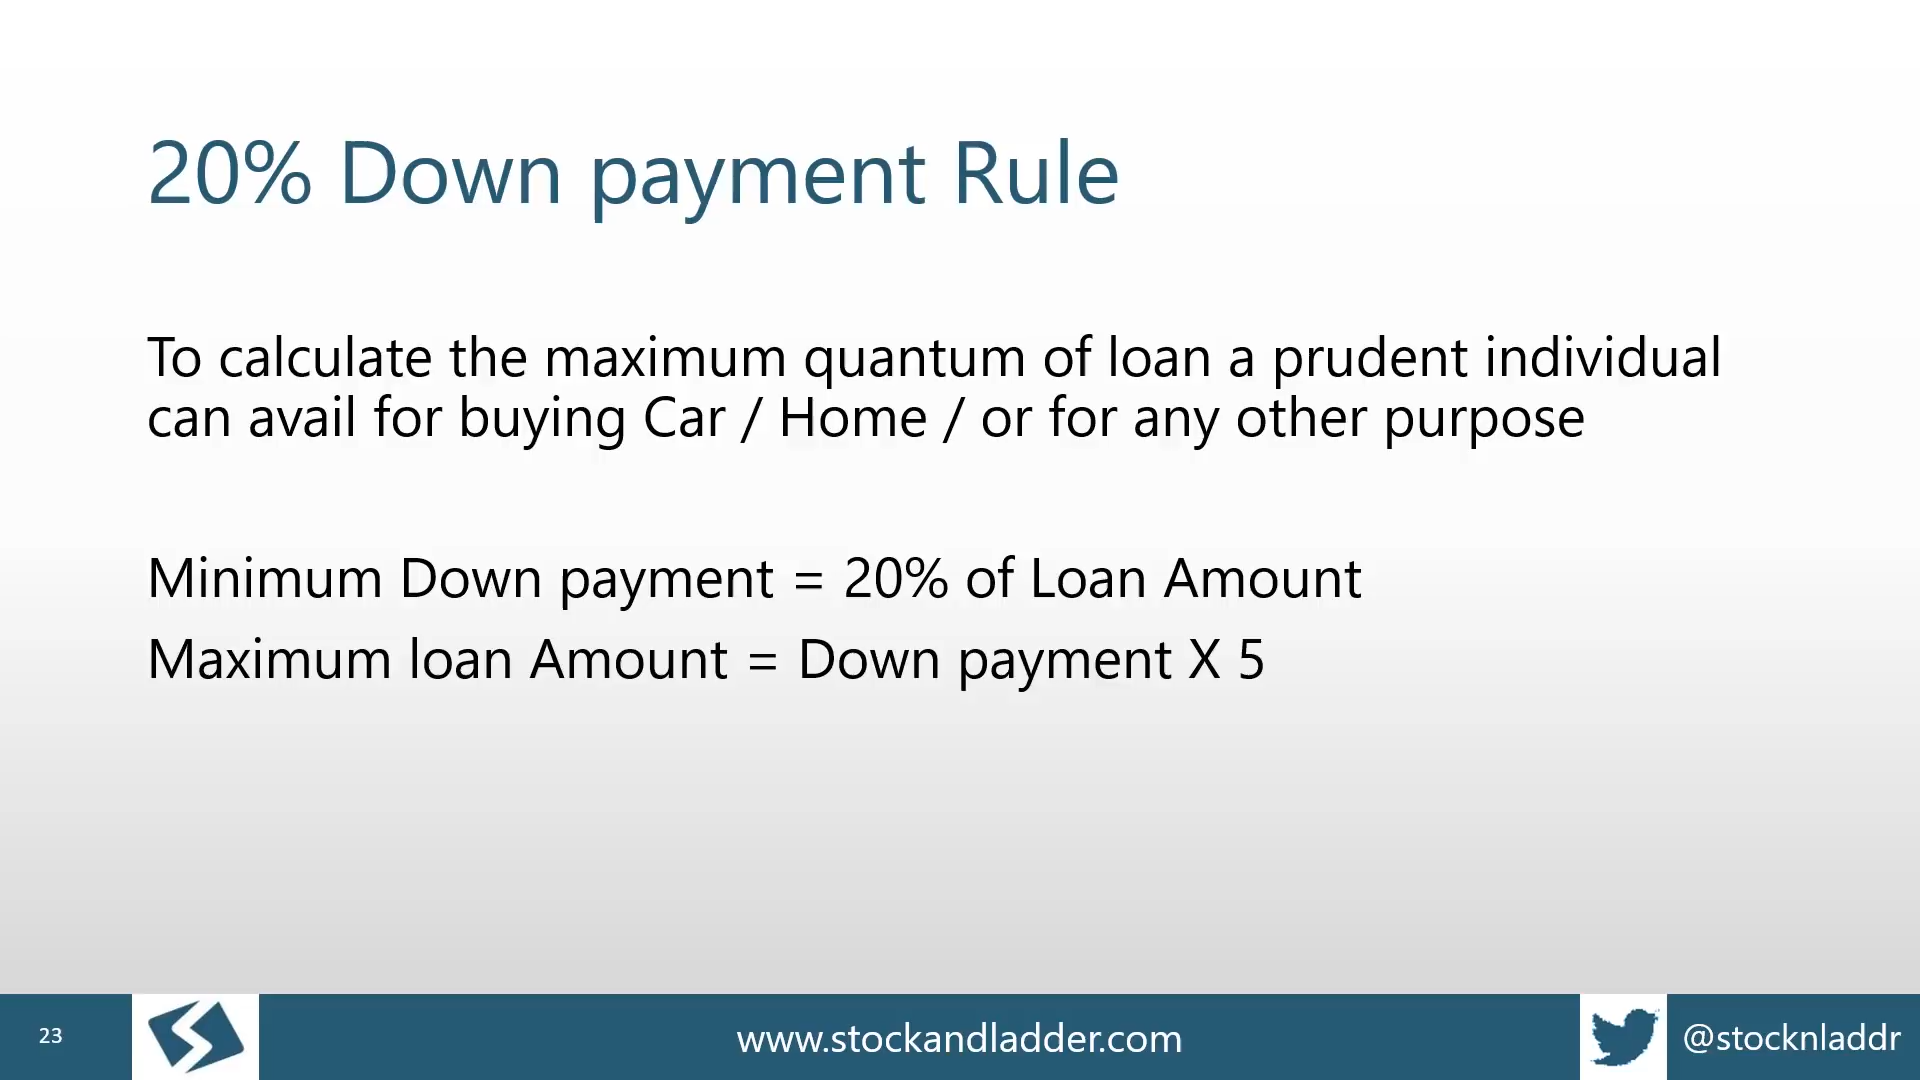 20% Down payment Rule
To calculate the maximum quantum of loan a prudent individual
can avail for buying Car / Home / or for any other purpose
Minimum Down payment = 20% of Loan Amount
Maximum loan Amount = Down payment X 5
23
www.stockandladder.com
@stocknladdr